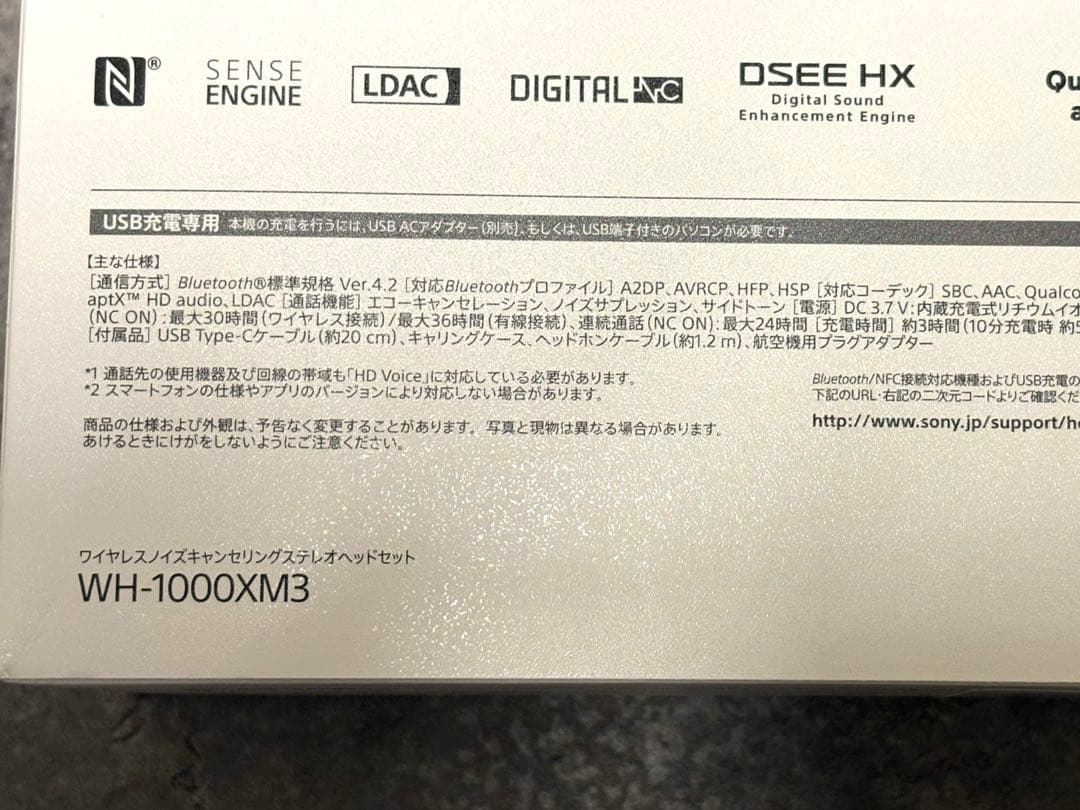 N®
SENSE
ENGINE
LDAC
DIGITAL NC
DSEE HX
Digital Sound
Enhancement Engine
Qu
a
USB充電専用 本機の充電を行うには、USB ACアダプター(別売)、もしくは、USB端子付きのパソコンが必要です。
【主な仕様】
[通信方式] Bluetooth®標準規格 Ver.4.2 [対応Bluetoothプロファイル] A2DP、AVRCP、HFP、HSP [対応コーデック] SBC、AAC、Qualco
aptX™ HD audio、LDAC [通話機能] エコーキャンセレーション、ノイズサプレッション、サイドトーン [電源] DC 3.7 V：内蔵充電式リチウムイオ
(NC ON)：最大30時間(ワイヤレス接続)/最大36時間(有線接続)、連続通話(NC ON)：最大24時間 [充電時間] 約3時間(10分充電時 約5
[付属品] USB Type-Cケーブル(約20 cm)、キャリングケース、ヘッドホンケーブル(約1.2 m)、航空機用プラグアダプター
*1 通話先の使用機器及び回線の帯域も「HD Voice」に対応している必要があります。
*2 スマートフォンの仕様やアプリのバージョンにより対応しない場合があります。
Bluetooth/NFC接続対応機種およびUSB充電の
下記のURL・右記の二次元コードよりご確認くだ
http://www.sony.jp/support/he
商品の仕様および外観は、予告なく変更することがあります。 写真と現物は異なる場合があります。
あけるときにけがをしないようにご注意ください。
ワイヤレスノイズキャンセリングステレオヘッドセット
WH-1000XM3